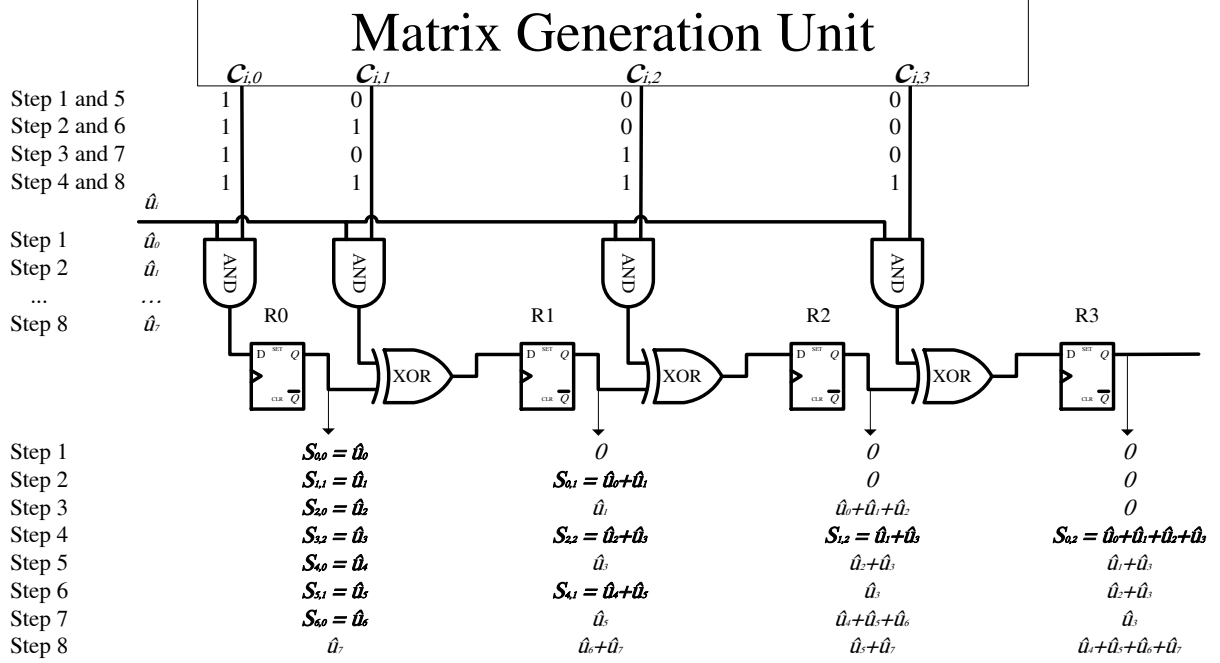 Matrix Generation Unit
c_{i,0} c_{i,1} c_{i,2} c_{i,3}
Step 1 and 5 1 0 0 0
Step 2 and 6 1 1 0 0
Step 3 and 7 1 0 1 0
Step 4 and 8 1 1 1 1
û_i
Step 1 û_0
Step 2 û_1
... ...
Step 8 û_7
AND AND AND AND
R0 R1 R2 R3
D SET Q D SET Q D SET Q D SET Q
XOR XOR XOR
CLR Q̅ CLR Q̅ CLR Q̅ CLR Q̅
Step 1 S_{0,0} = û_0 0 0 0
Step 2 S_{1,1} = û_1 S_{0,1} = û_0+û_1 0 0
Step 3 S_{2,0} = û_2 û_1 û_0+û_1+û_2 0
Step 4 S_{3,2} = û_3 S_{2,2} = û_2+û_3 S_{1,2} = û_1+û_3 S_{0,2} = û_0+û_1+û_2+û_3
Step 5 S_{4,0} = û_4 û_3 û_2+û_3 û_1+û_3
Step 6 S_{5,1} = û_5 S_{4,1} = û_4+û_5 û_3 û_2+û_3
Step 7 S_{6,0} = û_6 û_5 û_4+û_5+û_6 û_3
Step 8 û_7 û_6+û_7 û_5+û_7 û_4+û_5+û_6+û_7